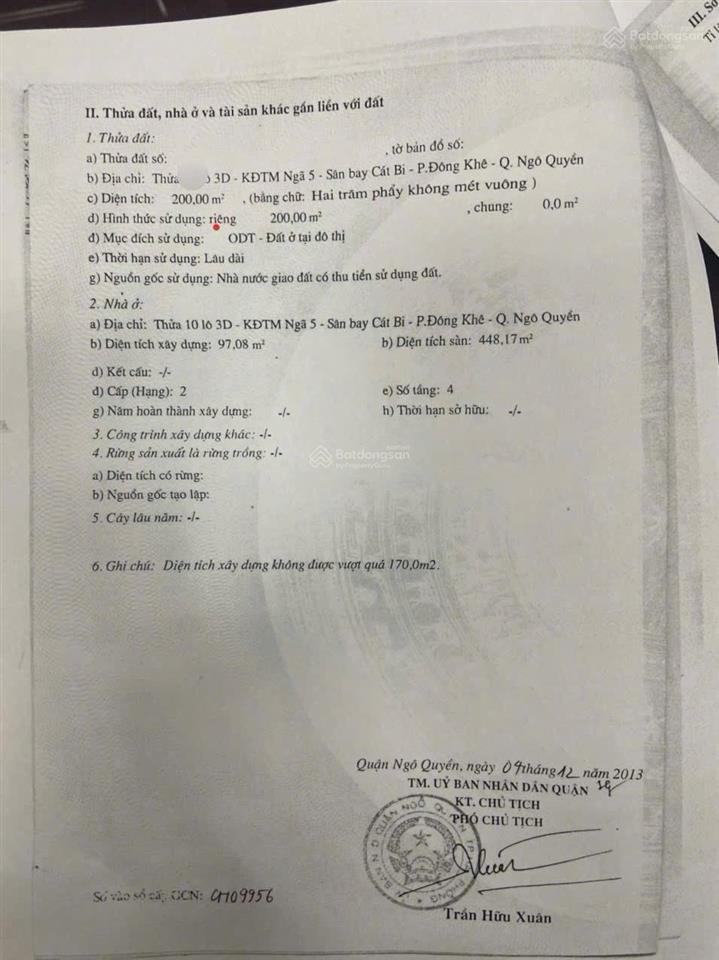 III. Số
Tỉ l
Batdongsan
by PropertyGuru
II. Thửa đất, nhà ở và tài sản khác gắn liền với đất
1. Thửa đất:
a) Thửa đất số: , tờ bản đồ số:
b) Địa chỉ: Thửa 3D - KĐTM Ngã 5 - Sân bay Cát Bi - P.Đông Khê - Q. Ngô Quyền
c) Diện tích: 200,00 m² , (bằng chữ: Hai trăm phẩy không mét vuông )
d) Hình thức sử dụng: riêng 200,00 m² , chung: 0,0 m²
đ) Mục đích sử dụng: ODT - Đất ở tại đô thị
e) Thời hạn sử dụng: Lâu dài
g) Nguồn gốc sử dụng: Nhà nước giao đất có thu tiền sử dụng đất.
2. Nhà ở:
a) Địa chỉ: Thửa 10 lô 3D - KĐTM Ngã 5 - Sân bay Cát Bi - P.Đông Khê - Q. Ngô Quyền
b) Diện tích xây dựng: 97,08 m² b) Diện tích sàn: 448,17m²
d) Kết cấu: -/-
đ) Cấp (Hạng): 2 e) Số tầng: 4
g) Năm hoàn thành xây dựng: -/- h) Thời hạn sở hữu: -/-
3. Công trình xây dựng khác: -/-
4. Rừng sản xuất là rừng trồng: -/-
Batdongsan
by PropertyGuru
a) Diện tích có rừng:
b) Nguồn gốc tạo lập:
5. Cây lâu năm: -/-
6. Ghi chú: Diện tích xây dựng không được vượt quá 170,0m2.
Quận Ngô Quyền, ngày 04 tháng 12 năm 2013
TM. UỶ BAN NHÂN DÂN QUẬN
KT. CHỦ TỊCH
PHÓ CHỦ TỊCH
Số vào sổ cấp GCN: CH09956
Trần Hữu Xuân